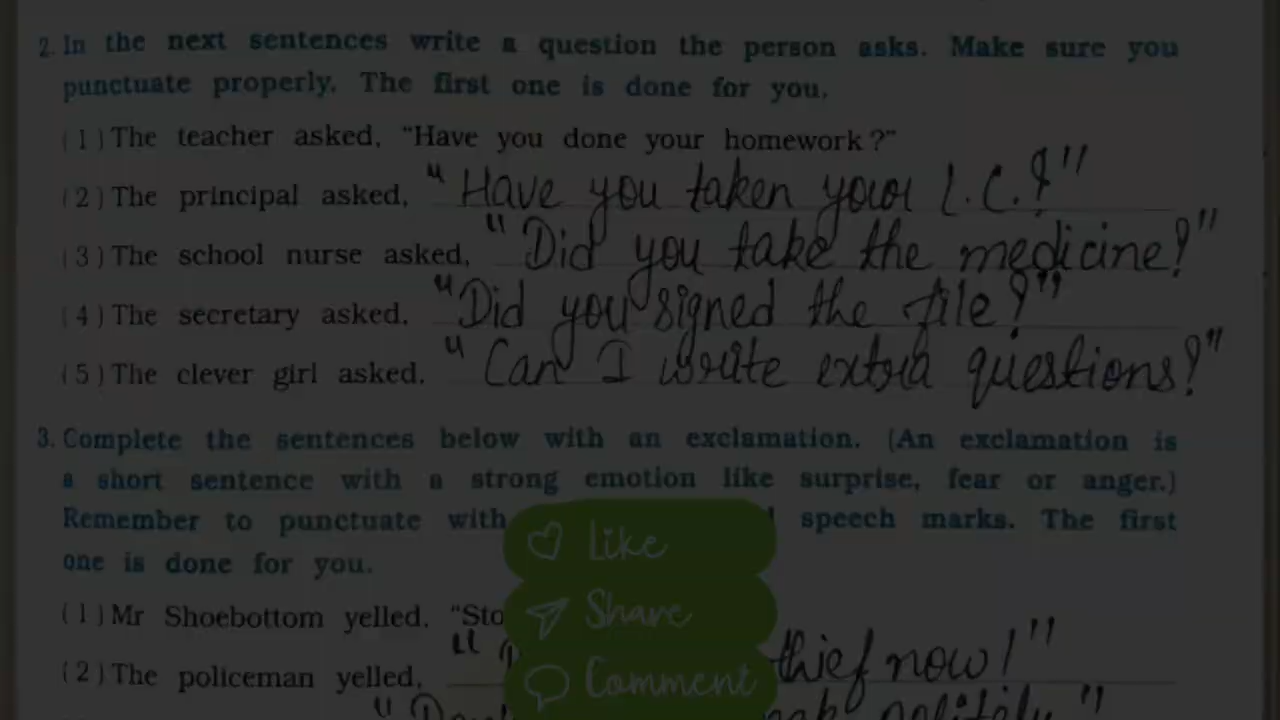 2. In the next sentences write a question the person asks. Make sure you
punctuate properly. The first one is done for you.
(1) The teacher asked, "Have you done your homework?"
(2) The principal asked, "Have you taken your L.C.?"
(3) The school nurse asked, "Did you take the medicine?"
(4) The secretary asked, "Did you signed the file?"
(5) The clever girl asked, "Can I write extra questions?"
3. Complete the sentences below with an exclamation. (An exclamation is
a short sentence with a strong emotion like surprise, fear or anger.)
Remember to punctuate with speech marks. The first
one is done for you.
(1) Mr Shoebottom yelled, "Sto
(2) The policeman yelled, " thief now!"
Like
Share
Comment
politely."